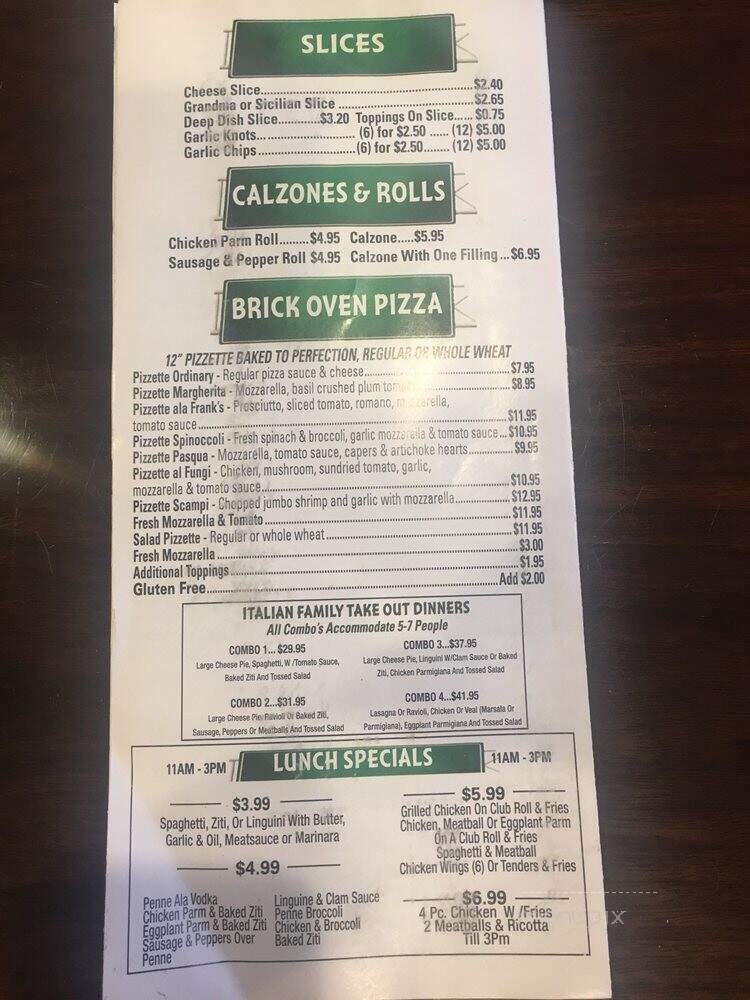 SLICES
Cheese Slice.....$2.40
Grandma or Sicilian Slice.....$2.65
Deep Dish Slice.....$3.20 Toppings On Slice.....$0.75
Garlic Knots.....(6) for $2.50.....(12) $5.00
Garlic Chips.....(6) for $2.50.....(12) $5.00
CALZONES & ROLLS
Chicken Parm Roll.....$4.95 Calzone.....$5.95
Sausage & Pepper Roll $4.95 Calzone With One Filling...$6.95
BRICK OVEN PIZZA
12" PIZZETTE BAKED TO PERFECTION, REGULAR OR WHOLE WHEAT
Pizzette Ordinary - Regular pizza sauce & cheese.....$7.95
Pizzette Margherita - Mozzarella, basil crushed plum tomato.....$8.95
Pizzette ala Frank's - Prosciutto, sliced tomato, romano, mozzarella,
tomato sauce.....$11.95
Pizzette Spinoccoli - Fresh spinach & broccoli, garlic mozzerella & tomato sauce...$10.95
Pizzette Pasqua - Mozzarella, tomato sauce, capers & artichoke hearts.....$9.95
Pizzette al Fungi - Chicken, mushroom, sundried tomato, garlic,
mozzarella & tomato sauce.....$10.95
Pizzette Scampi - Chopped jumbo shrimp and garlic with mozzarella.....$12.95
Fresh Mozzarella & Tomato.....$11.95
Salad Pizzette - Regular or whole wheat.....$11.95
Fresh Mozzarella.....$3.00
Additional Toppings.....$1.95
Gluten Free.....Add $2.00
ITALIAN FAMILY TAKE OUT DINNERS
All Combo's Accommodate 5-7 People
COMBO 1... $29.95
Large Cheese Pie, Spaghetti, W /Tomato Sauce,
Baked Ziti And Tossed Salad
COMBO 3...$37.95
Large Cheese Pie, Linguini W/Clam Sauce Or Baked
Ziti, Chicken Parmigiana And Tossed Salad
COMBO 2...$31.95
Large Cheese Pie, Ravioli Or Baked Ziti,
Sausage, Peppers Or Meatballs And Tossed Salad
COMBO 4...$41.95
Lasagna Or Ravioli, Chicken Or Veal (Marsala Or
Parmigiana), Eggplant Parmigiana And Tossed Salad
11AM - 3PM LUNCH SPECIALS 11AM - 3PM
$3.99
Spaghetti, Ziti, Or Linguini With Butter,
Garlic & Oil, Meatsauce or Marinara
$4.99
Penne Ala Vodka
Chicken Parm & Baked Ziti
Eggplant Parm & Baked Ziti
Sausage & Peppers Over
Penne
Linguine & Clam Sauce
Penne Broccoli
Chicken & Broccoli
Baked Ziti
$5.99
Grilled Chicken On Club Roll & Fries
Chicken, Meatball Or Eggplant Parm
On A Club Roll & Fries
Spaghetti & Meatball
Chicken Wings (6) Or Tenders & Fries
$6.99
4 Pc. Chicken W /Fries
2 Meatballs & Ricotta
Till 3Pm